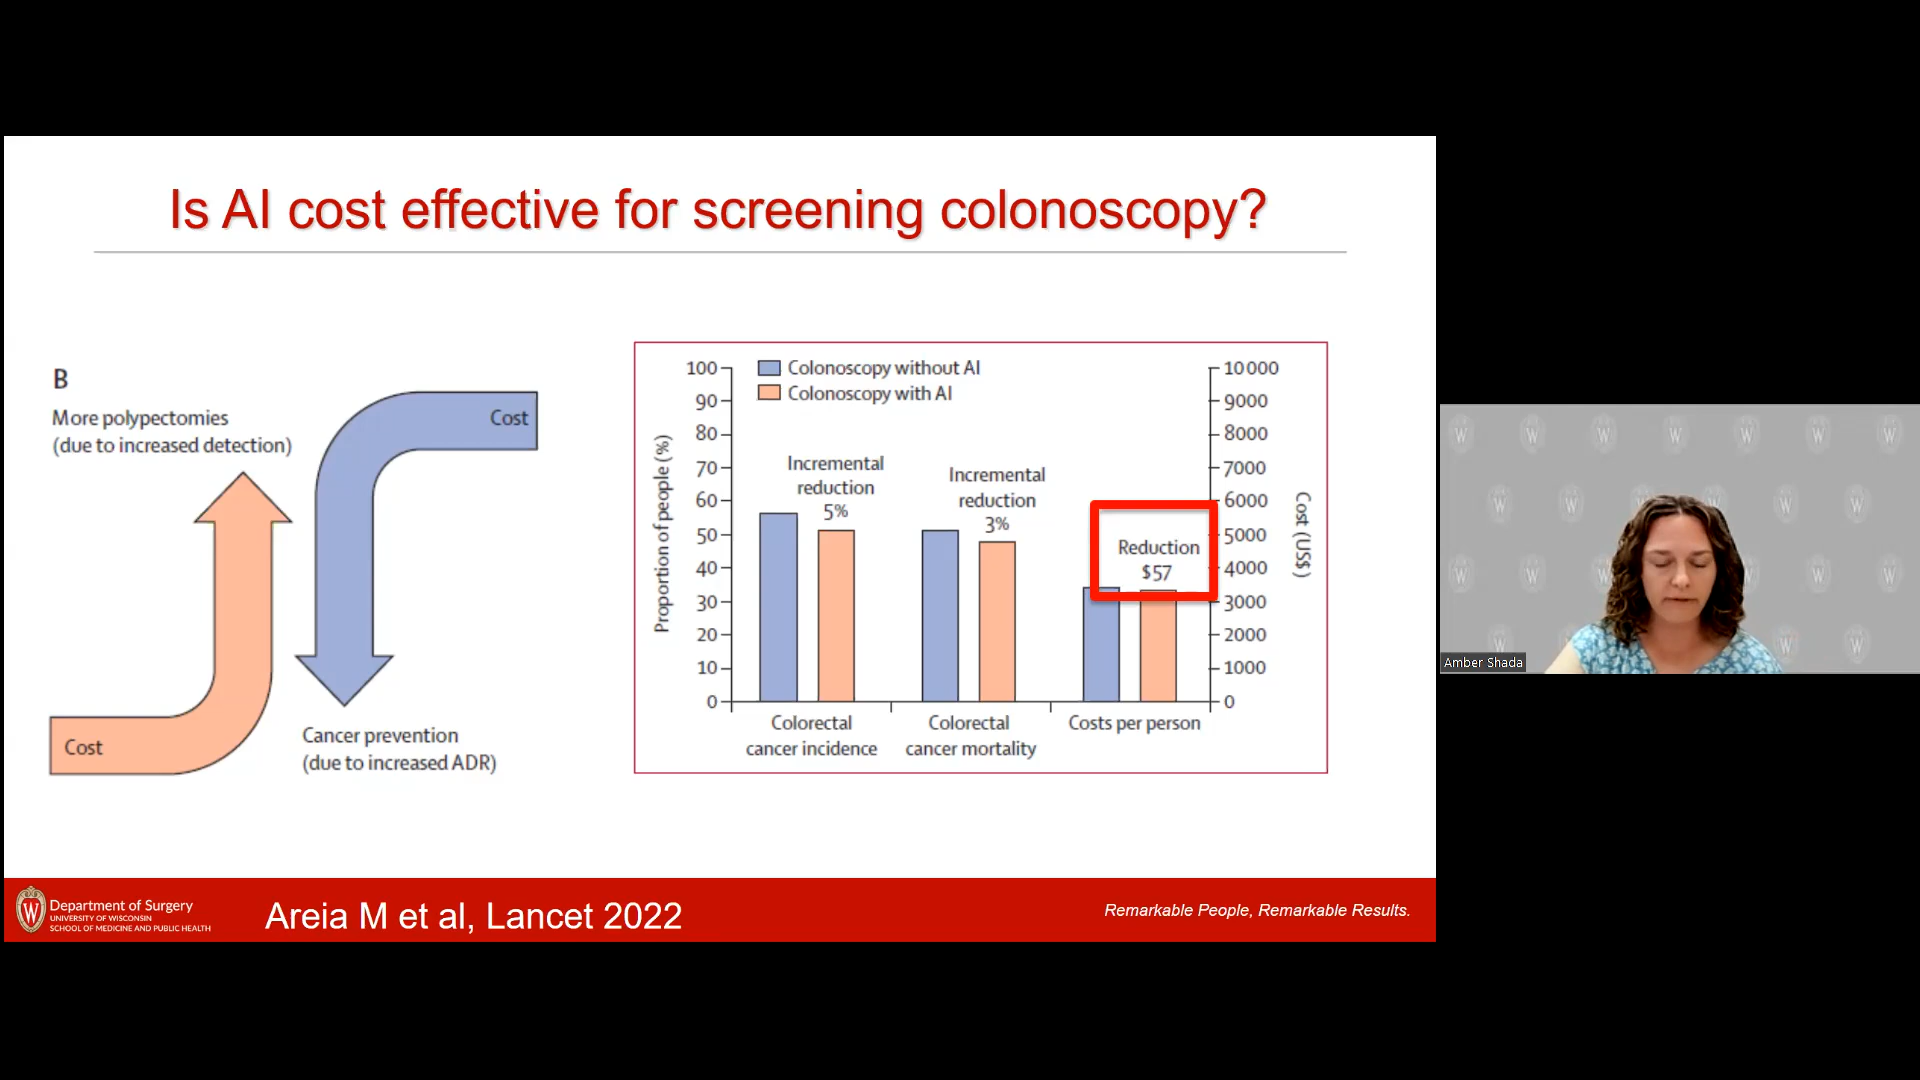 Is AI cost effective for screening colonoscopy?
B
More polypectomies
(due to increased detection)
Cost
Cost
Cancer prevention
(due to increased ADR)
Colonoscopy without AI
Colonoscopy with AI
Proportion of people (%)
100
90
80
70
60
50
40
30
20
10
0
Incremental
reduction
5%
Incremental
reduction
3%
Reduction
$57
10 000
9000
8000
7000
6000
5000
4000
3000
2000
1000
0
Cost (US$)
Colorectal
cancer incidence
Colorectal
cancer mortality
Costs per person
W
Department of Surgery
UNIVERSITY OF WISCONSIN
SCHOOL OF MEDICINE AND PUBLIC HEALTH
Areia M et al, Lancet 2022
Remarkable People, Remarkable Results.
Amber Shada